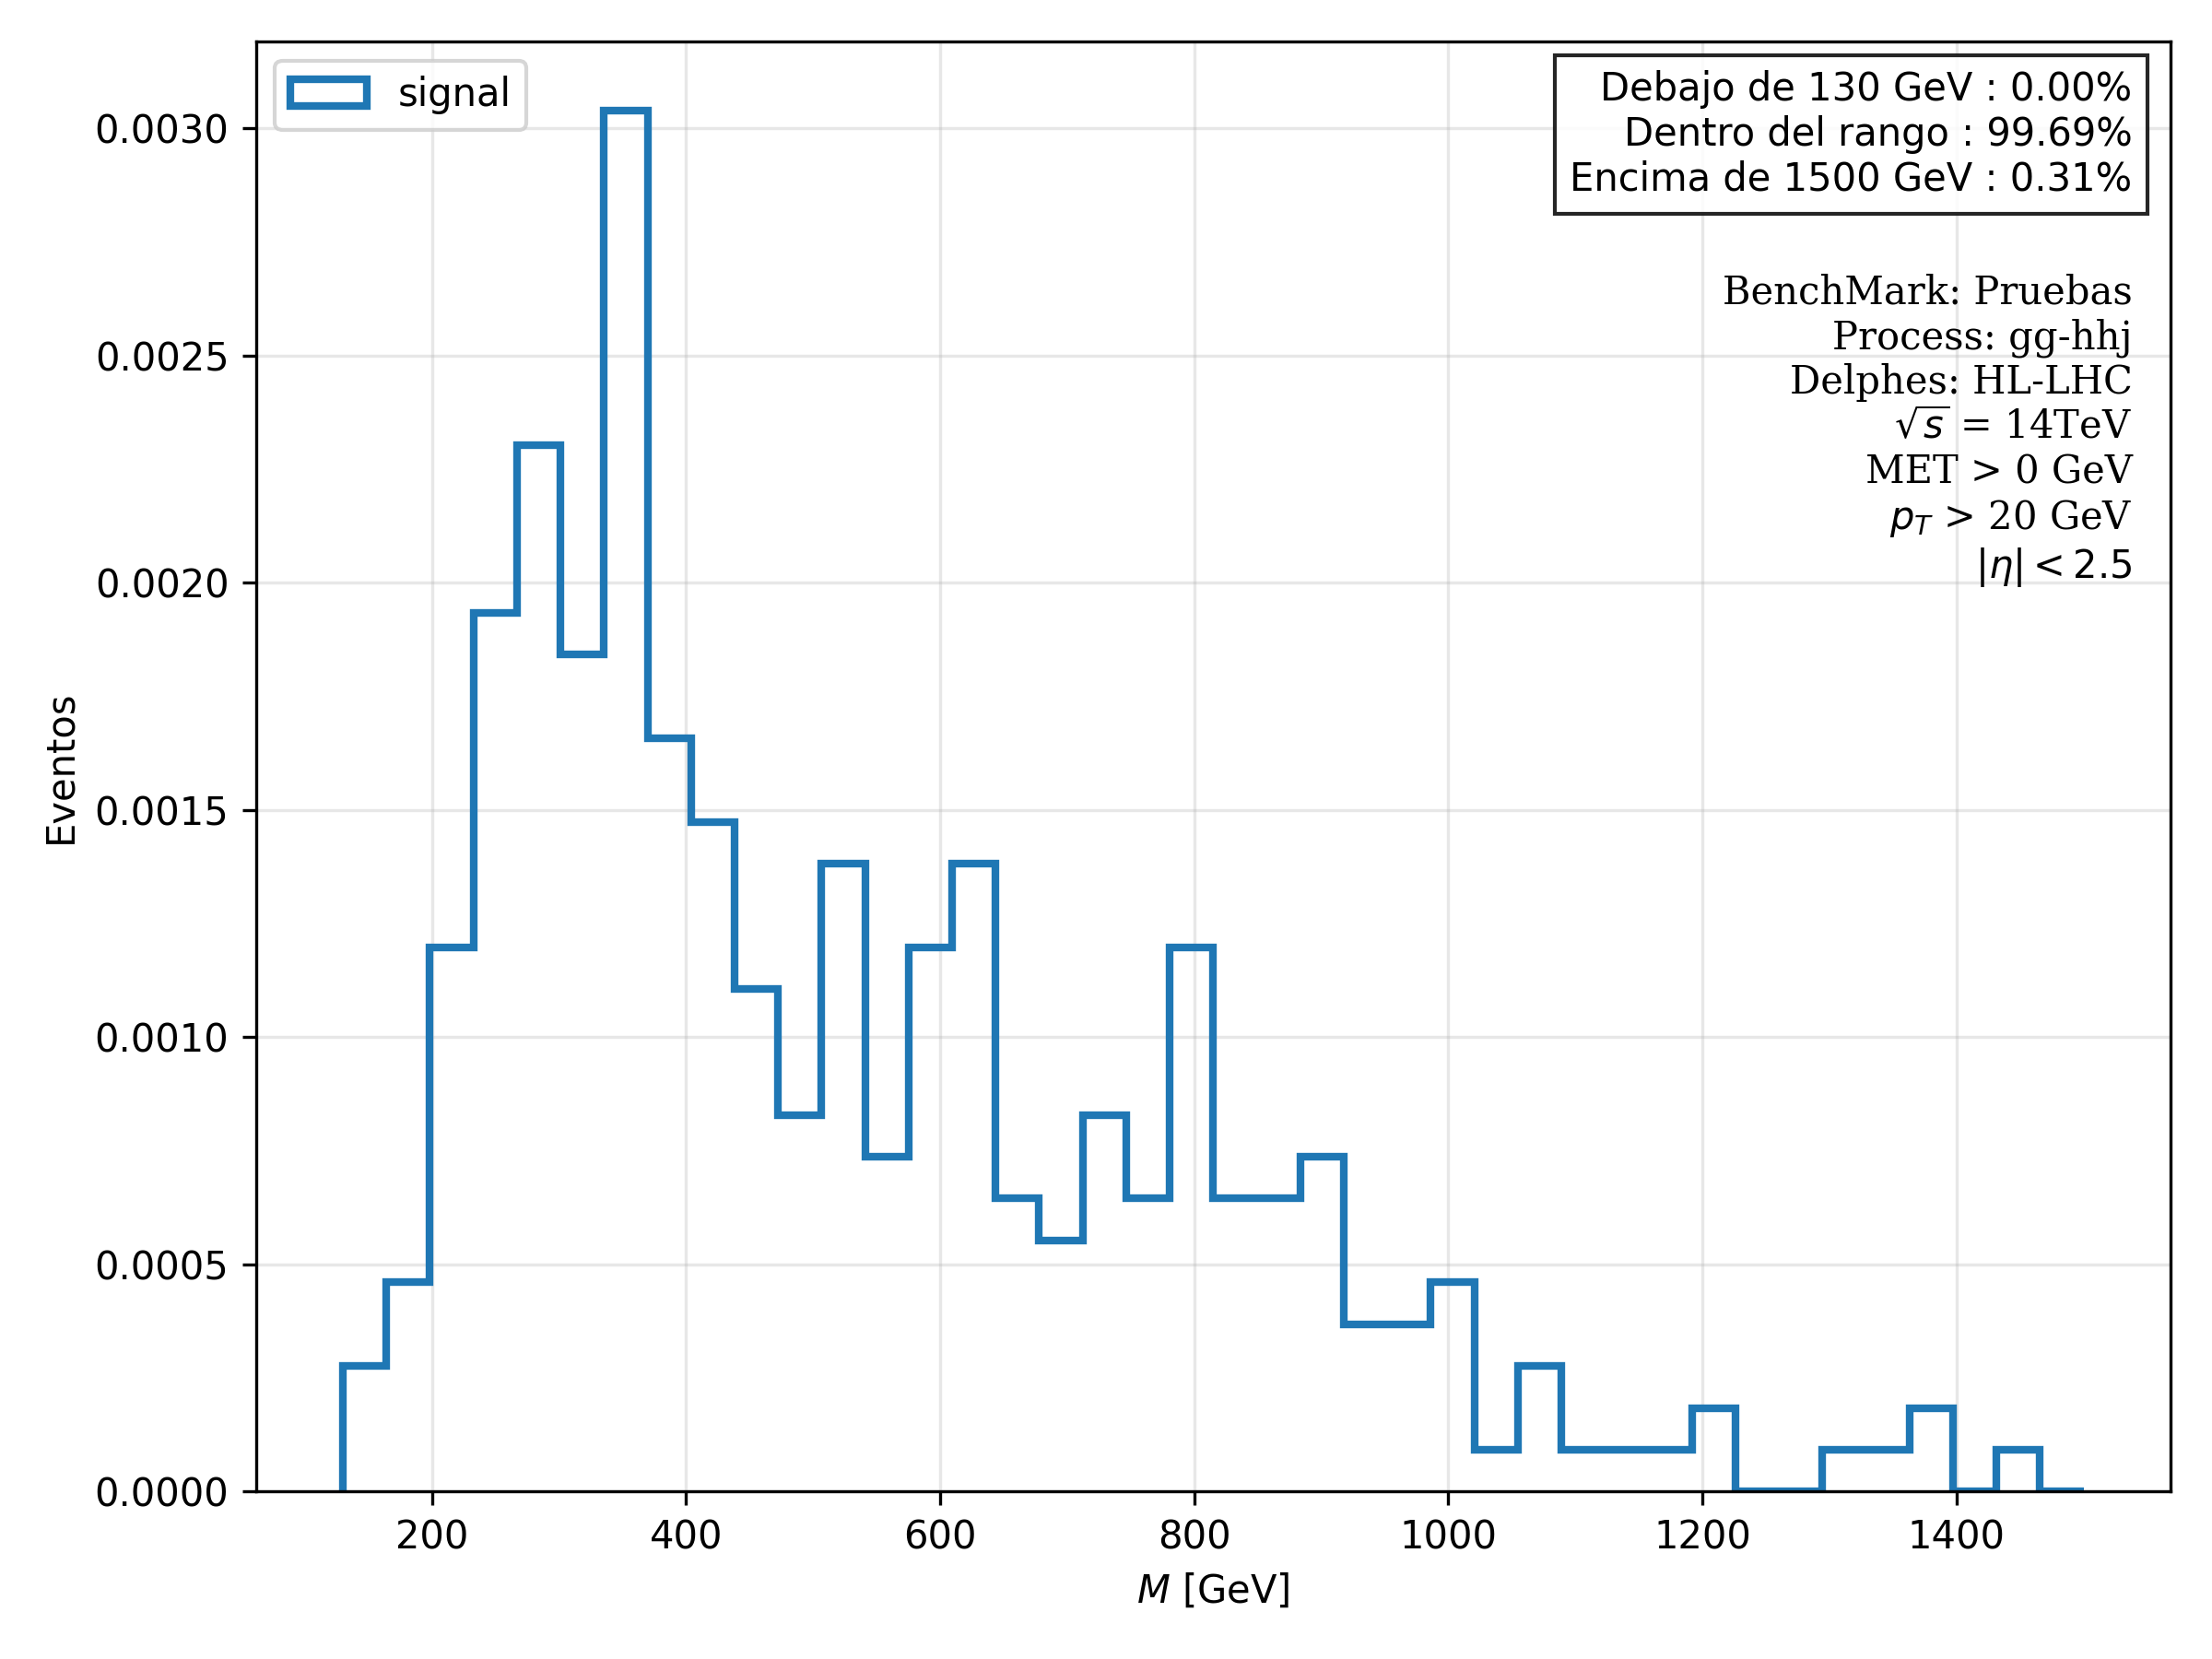 signal
Debajo de 130 GeV : 0.00%
Dentro del rango : 99.69%
Encima de 1500 GeV : 0.31%
BenchMark: Pruebas
Process: gg-hhj
Delphes: HL-LHC
√s = 14TeV
MET > 0 GeV
p_T > 20 GeV
|η| < 2.5
Eventos
0.0030
0.0025
0.0020
0.0015
0.0010
0.0005
0.0000
200 400 600 800 1000 1200 1400
M [GeV]